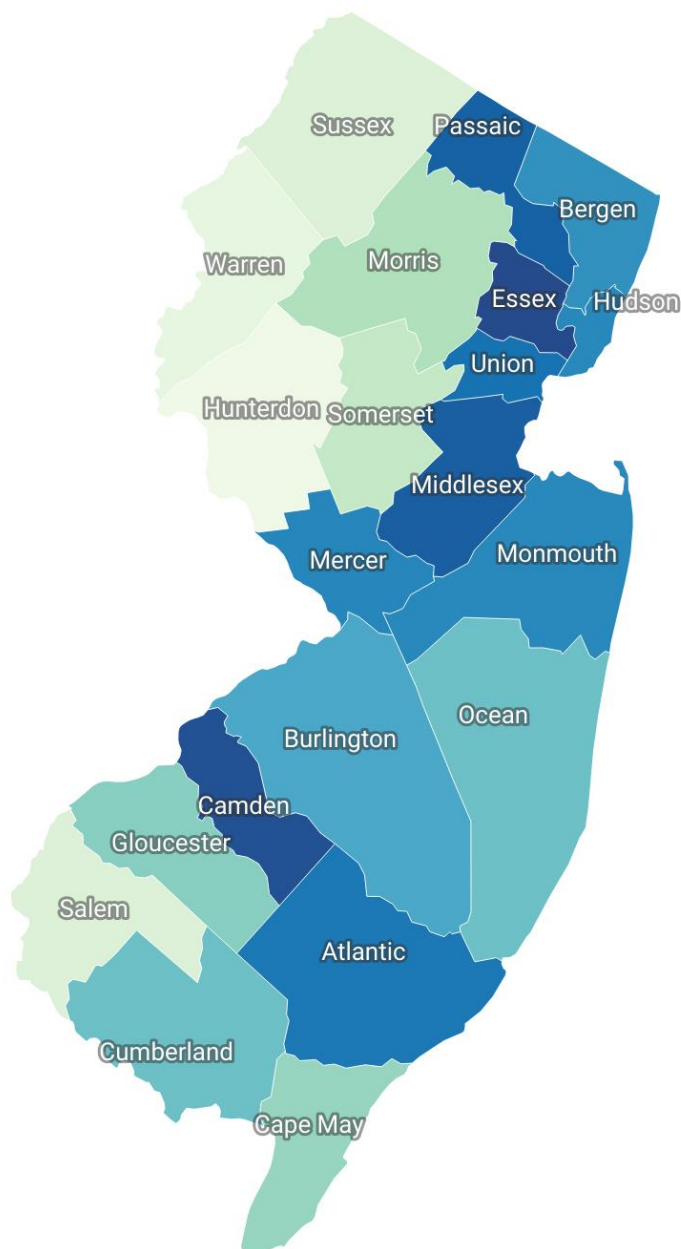 Sussex
Passaic
Bergen
Warren
Morris
Essex
Hudson
Union
Hunterdon
Somerset
Middlesex
Mercer
Monmouth
Ocean
Burlington
Camden
Gloucester
Salem
Atlantic
Cumberland
Cape May